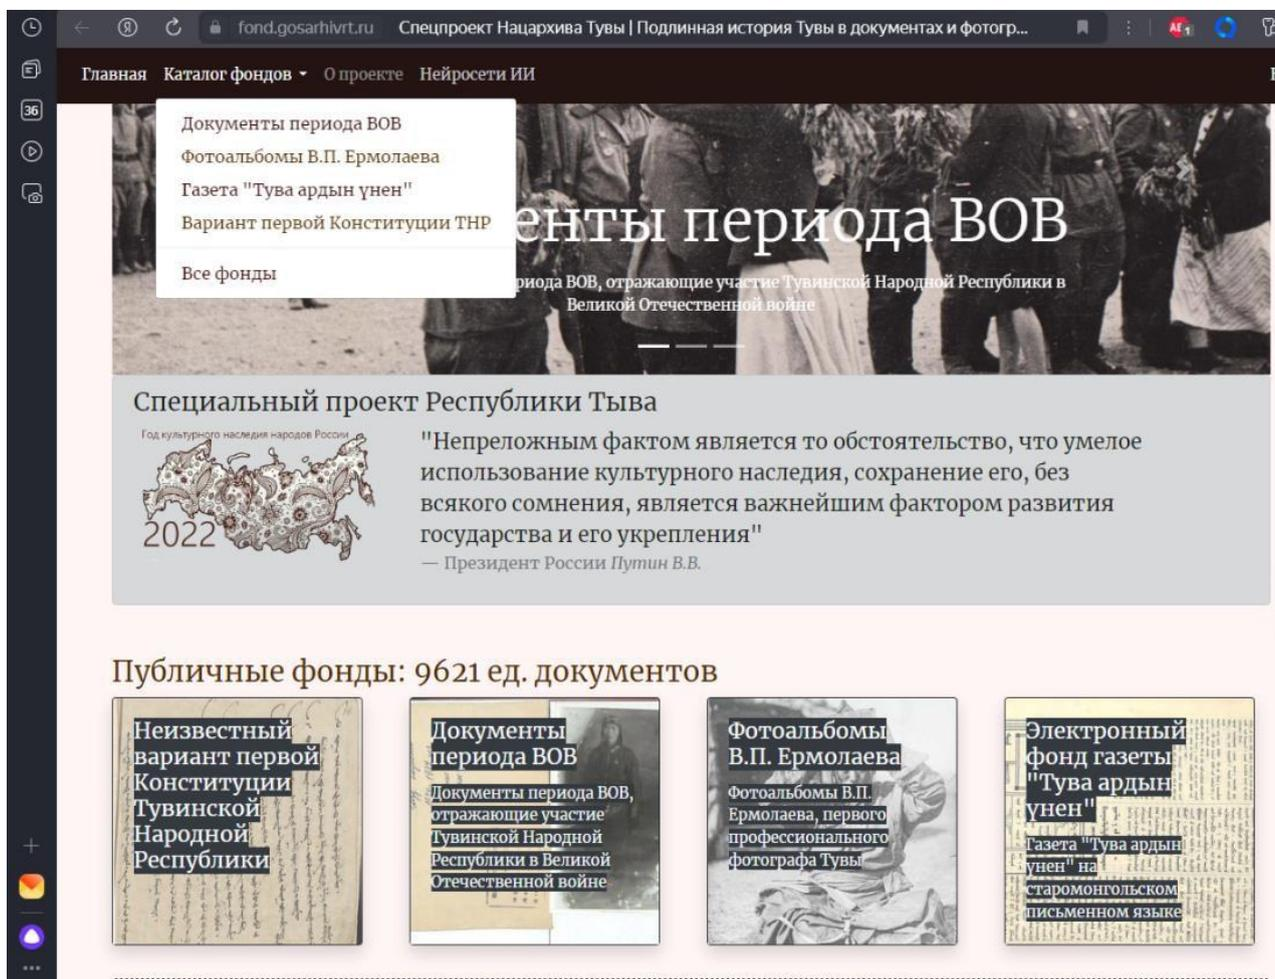 fond.gosarhivrt.ru Спецпроект Нацархива Тувы | Подлинная история Тувы в документах и фотогр...
Главная Каталог фондов О проекте Нейросети ИИ
36
Документы периода ВОВ
Фотоальбомы В.П. Ермолаева
Газета "Тува ардын үнен"
Вариант первой Конституции ТНР
Все фонды
енты периода ВОВ
риода ВОВ, отражающие участие Тувинской Народной Республики в
Великой Отечественной войне
Специальный проект Республики Тыва
Год культурного наследия народов России
2022
"Непреложным фактом является то обстоятельство, что умелое
использование культурного наследия, сохранение его, без
всякого сомнения, является важнейшим фактором развития
государства и его укрепления"
— Президент России Путин В.В.
Публичные фонды: 9621 ед. документов
Неизвестный
вариант первой
Конституции
Тувинской
Народной
Республики
Документы
периода ВОВ
Документы периода ВОВ,
отражающие участие
Тувинской Народной
Республики в Великой
Отечественной войне
Фотоальбомы
В.П. Ермолаева
Фотоальбомы В.П.
Ермолаева, первого
профессионального
фотографа Тувы
Электронный
фонд газеты
"Тува ардын
үнен"
Газета "Тува ардын
үнен" на
старомонгольском
письменном языке